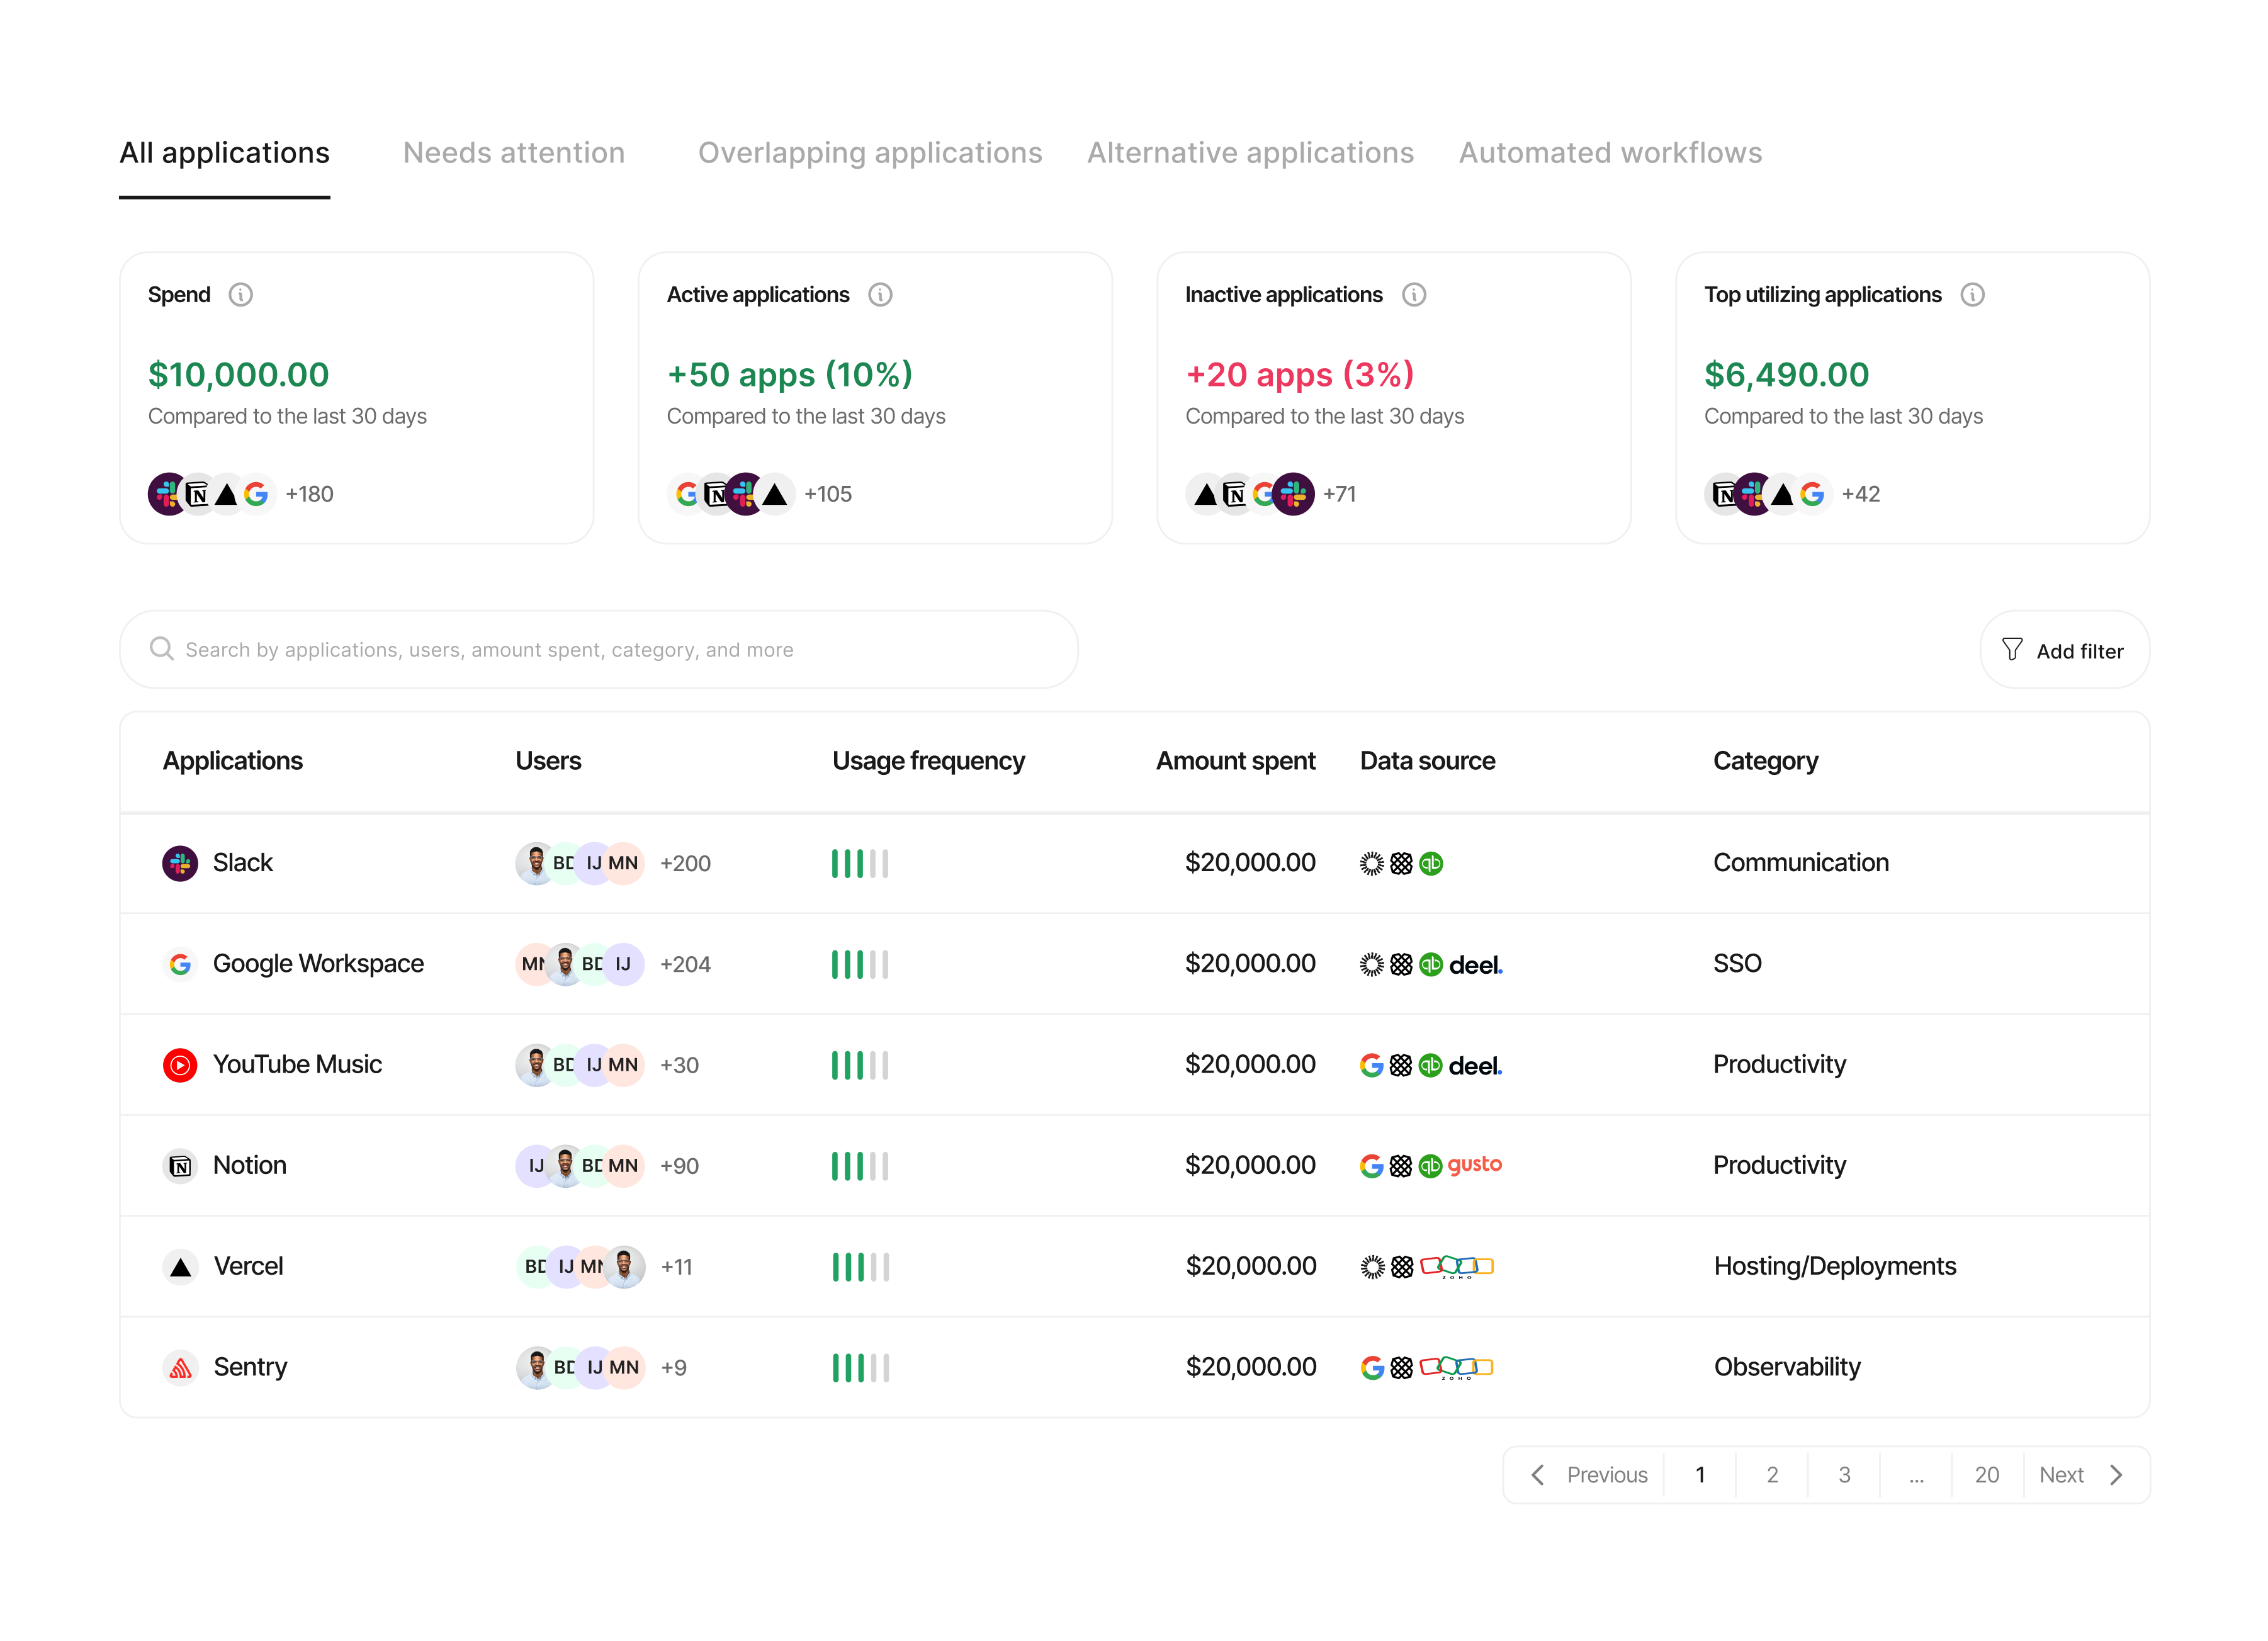 All applications Needs attention Overlapping applications Alternative applications Automated workflows
Spend Active applications Inactive applications Top utilizing applications
$10,000.00 +50 apps (10%) +20 apps (3%) $6,490.00
Compared to the last 30 days Compared to the last 30 days Compared to the last 30 days Compared to the last 30 days
N +180 N +105 N +71 N +42
Search by applications, users, amount spent, category, and more Add filter
Applications Users Usage frequency Amount spent Data source Category
Slack BD IJ MN +200 $20,000.00 qb Communication
Google Workspace MN BD IJ +204 $20,000.00 qb deel. SSO
YouTube Music BD IJ MN +30 $20,000.00 qb deel. Productivity
N Notion IJ BD MN +90 $20,000.00 qb gusto Productivity
Vercel BD IJ MN +11 $20,000.00 ZOHO Hosting/Deployments
Sentry BD IJ MN +9 $20,000.00 ZOHO Observability
Previous 1 2 3 ... 20 Next